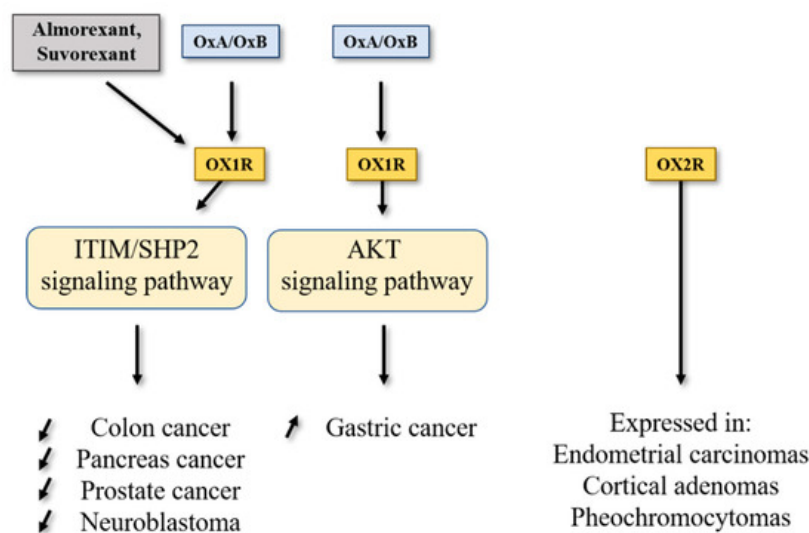 Almorexant,
Suvorexant
OxA/OxB
OxA/OxB
OX1R
OX1R
OX2R
ITIM/SHP2
signaling pathway
AKT
signaling pathway
Colon cancer
Pancreas cancer
Prostate cancer
Neuroblastoma
Gastric cancer
Expressed in:
Endometrial carcinomas
Cortical adenomas
Pheochromocytomas